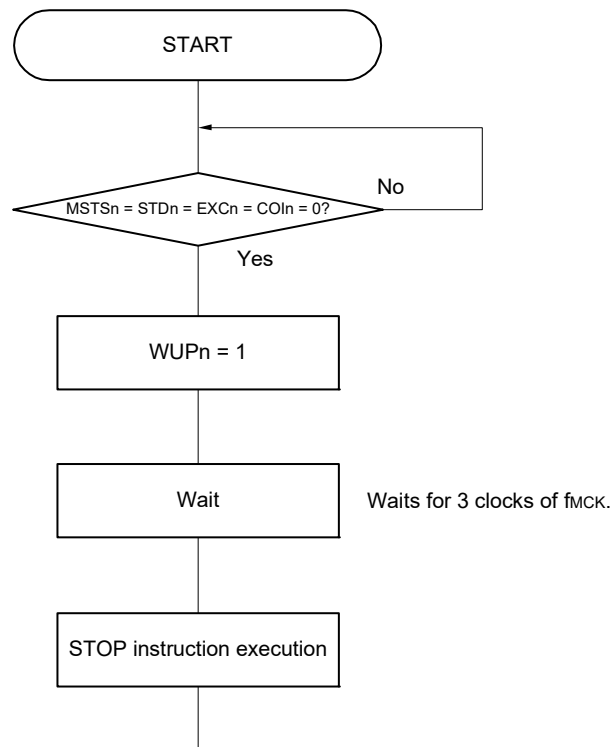 START
No
MSTSn = STDn = EXCn = COIn = 0?
Yes
WUPn = 1
Wait
Waits for 3 clocks of fMCK.
STOP instruction execution